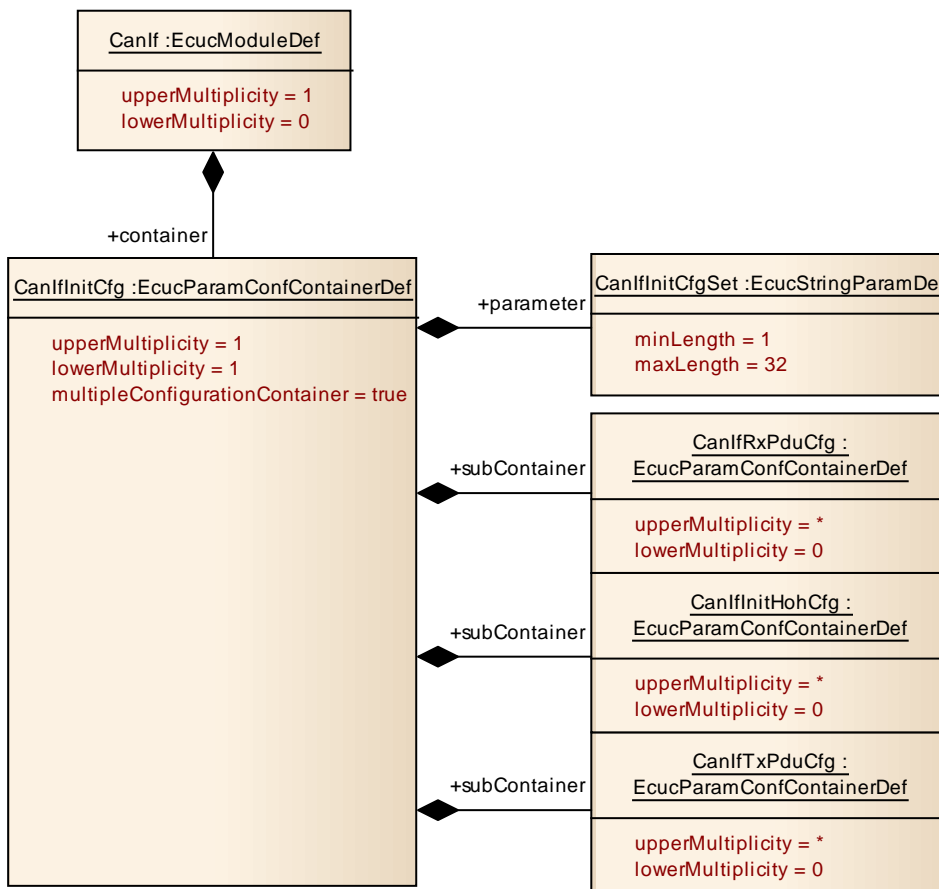 CanIf :EcucModuleDef
upperMultiplicity = 1
lowerMultiplicity = 0
+container
CanIfInitCfg :EcucParamConfContainerDef
upperMultiplicity = 1
lowerMultiplicity = 1
multipleConfigurationContainer = true
+parameter
CanIfInitCfgSet :EcucStringParamDe
minLength = 1
maxLength = 32
+subContainer
CanIfRxPduCfg :
EcucParamConfContainerDef
upperMultiplicity = *
lowerMultiplicity = 0
+subContainer
CanIfInitHohCfg :
EcucParamConfContainerDef
upperMultiplicity = *
lowerMultiplicity = 0
+subContainer
CanIfTxPduCfg :
EcucParamConfContainerDef
upperMultiplicity = *
lowerMultiplicity = 0